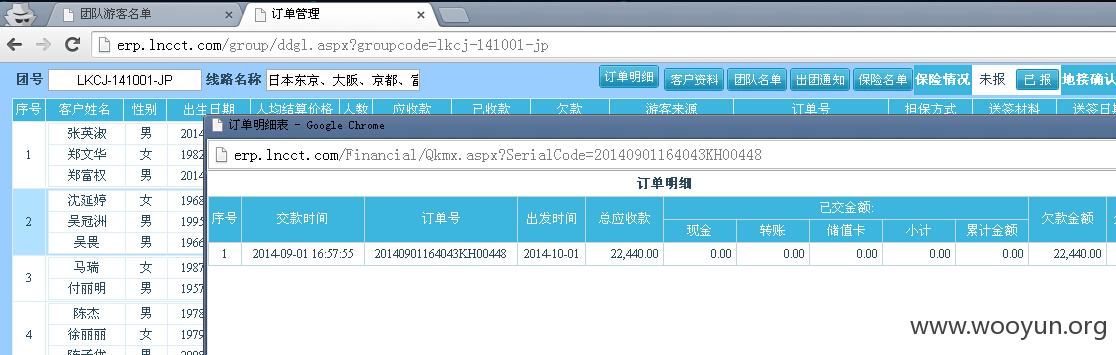 团队游客名单 订单管理
erp.lncct.com/group/ddgl.aspx?groupcode=lkcj-141001-jp
团号 LKCJ-141001-JP 线路名称 日本东京、大阪、京都、富 订单明细 客户资料 团队名单 出团通知 保险名单 保险情况 未报 已 报 地接确认
序号 客户姓名 性别 出生日期 人均结算价格 人数 应收款 已收款 欠款 游客来源 订单号 担保方式 送签材料 送签日
订单明细表 - Google Chrome
erp.lncct.com/Financial/Qkmx.aspx?SerialCode=20140901164043KH00448
订单明细
序号 交款时间 订单号 出发时间 总应收款 已交金额: 欠款金额
现金 转账 储值卡 小计 累计金额
1 2014-09-01 16:57:55 20140901164043KH00448 2014-10-01 22,440.00 0.00 0.00 0.00 0.00 0.00 22,440.00
1 张英淑 男 2014
郑文华 女 1982
郑富权 男 2014
2 沈延婷 女 1968
吴冠洲 男 1995
吴畏 男 1966
3 马瑞 女 1987
付丽明 男 1957
4 陈杰 男 1978
徐丽丽 女 1979
www.wooyun.org